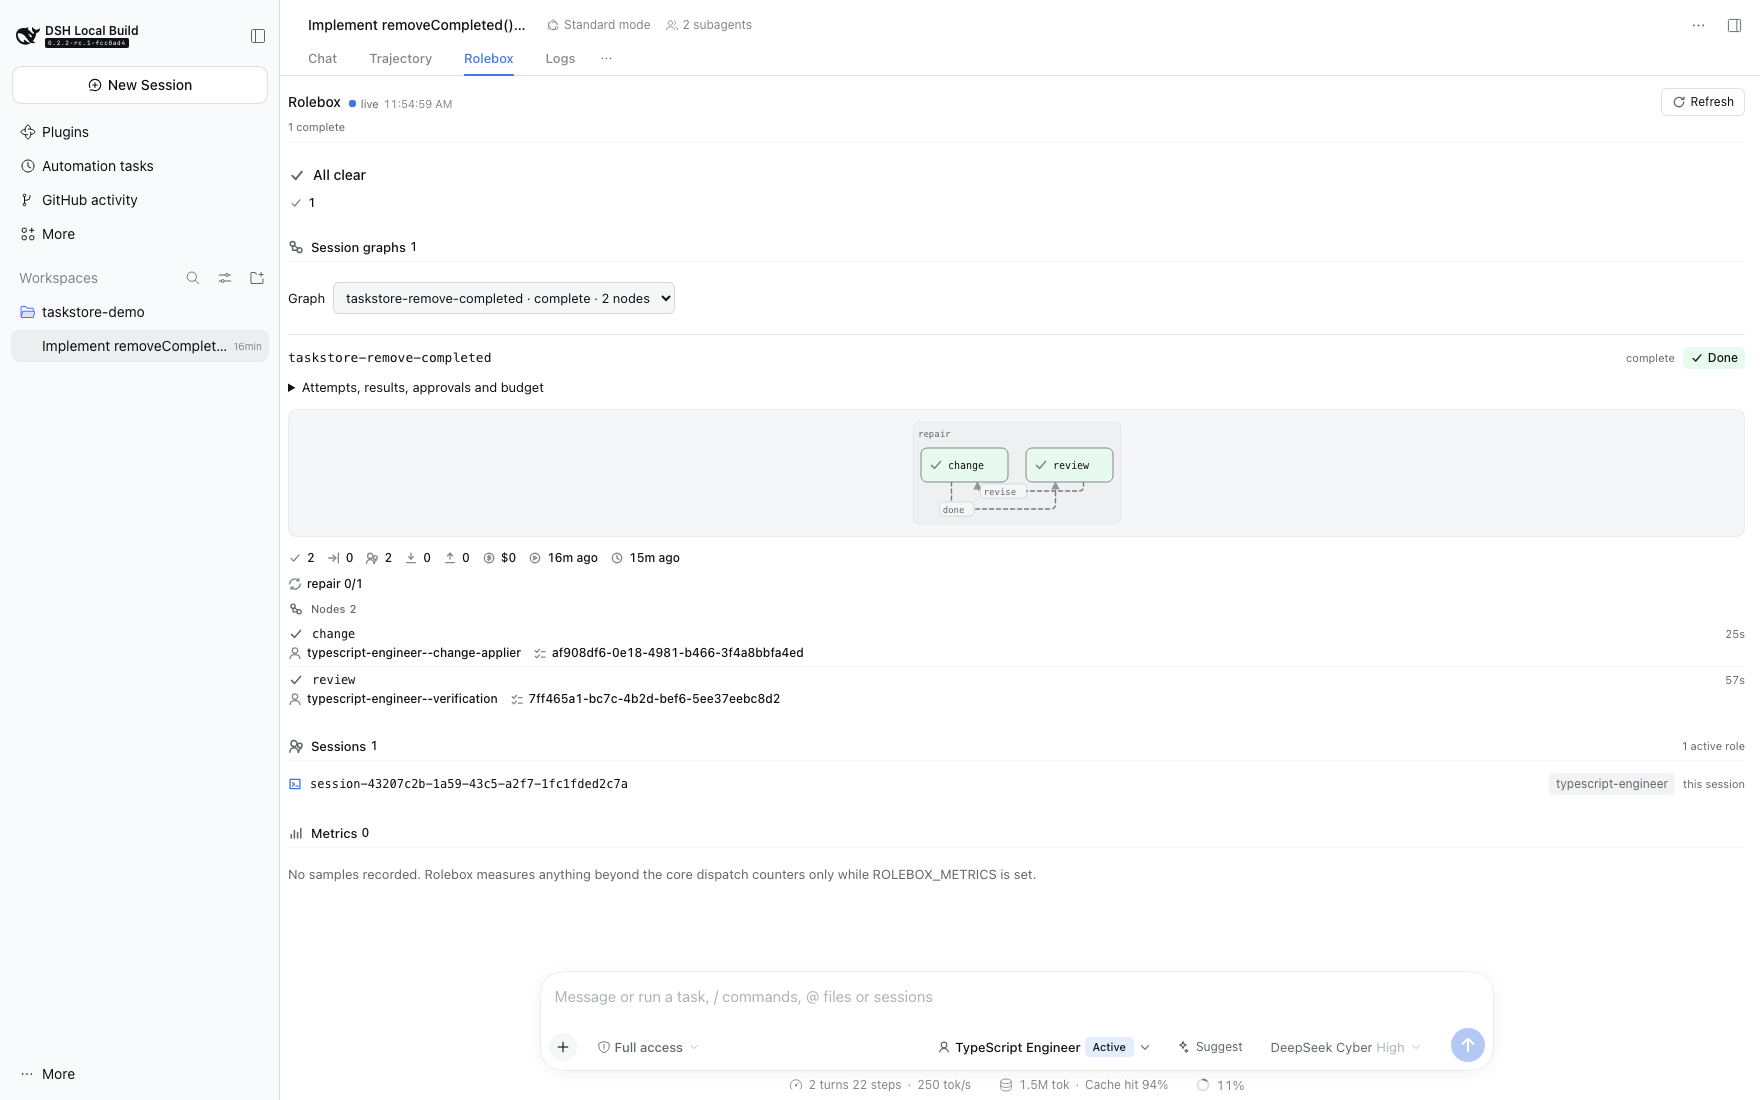 DSH Local Build
0.2.2-rc.1-fcc0ad4
New Session
Plugins
Automation tasks
GitHub activity
More
Workspaces
taskstore-demo
Implement removeComplet... 16min
More
Implement removeCompleted()... Standard mode 2 subagents
Chat Trajectory Rolebox Logs ...
Rolebox live 11:54:59 AM
Refresh
1 complete
All clear
1
Session graphs 1
Graph taskstore-remove-completed · complete · 2 nodes
taskstore-remove-completed complete Done
Attempts, results, approvals and budget
repair
change review
revise
done
2 0 2 0 0 $0 16m ago 15m ago
repair 0/1
Nodes 2
change 25s
typescript-engineer--change-applier af908df6-0e18-4981-b466-3f4a8bbfa4ed
review 57s
typescript-engineer--verification 7ff465a1-bc7c-4b2d-bef6-5ee37eebc8d2
Sessions 1 1 active role
session-43207c2b-1a59-43c5-a2f7-1fc1fded2c7a typescript-engineer this session
Metrics 0
No samples recorded. Rolebox measures anything beyond the core dispatch counters only while ROLEBOX_METRICS is set.
Message or run a task, / commands, @ files or sessions
Full access TypeScript Engineer Active Suggest DeepSeek Cyber High
2 turns 22 steps · 250 tok/s 1.5M tok · Cache hit 94% 11%